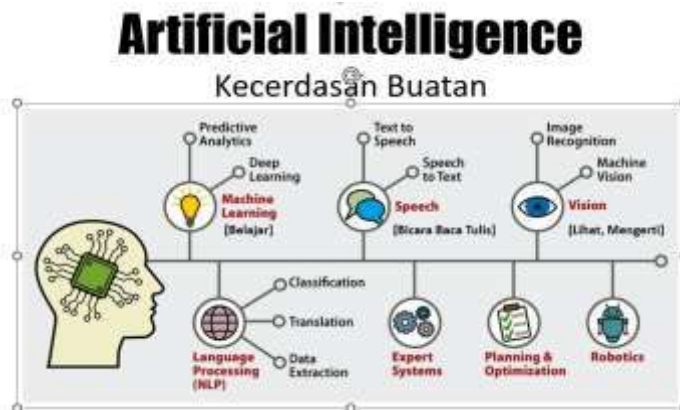 Artificial Intelligence
Kecerdasan Buatan
Predictive
Analytics
Deep
Learning
Machine
Learning
[Belajar]
Text to
Speech
Speech
to Text
Speech
[Bicara Baca Tulis]
Image
Recognition
Machine
Vision
Vision
[Lihat, Mengerti]
Classification
Translation
Data
Extraction
Language
Processing
(NLP)
Expert
Systems
Planning &
Optimization
Robotics